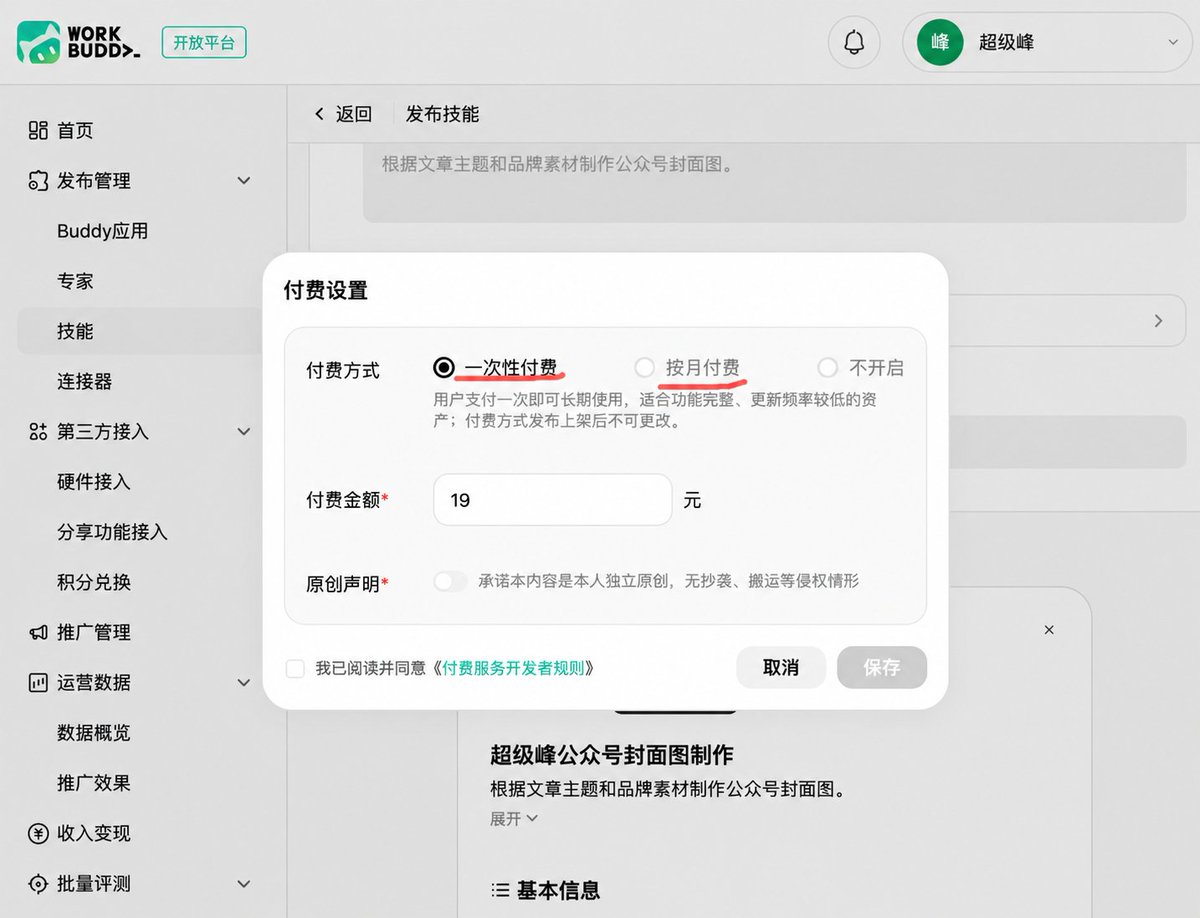 WORK
BUDD>_
开放平台
峰
超级峰
首页
发布管理
Buddy应用
专家
技能
连接器
第三方接入
硬件接入
分享功能接入
积分兑换
推广管理
运营数据
数据概览
推广效果
收入变现
批量评测
返回
发布技能
根据文章主题和品牌素材制作公众号封面图。
付费设置
付费方式
一次性付费
按月付费
不开启
用户支付一次即可长期使用，适合功能完整、更新频率较低的资
产；付费方式发布上架后不可更改。
付费金额*
19
元
原创声明*
承诺本内容是本人独立原创，无抄袭、搬运等侵权情形
我已阅读并同意《付费服务开发者规则》
取消
保存
超级峰公众号封面图制作
根据文章主题和品牌素材制作公众号封面图。
展开
基本信息